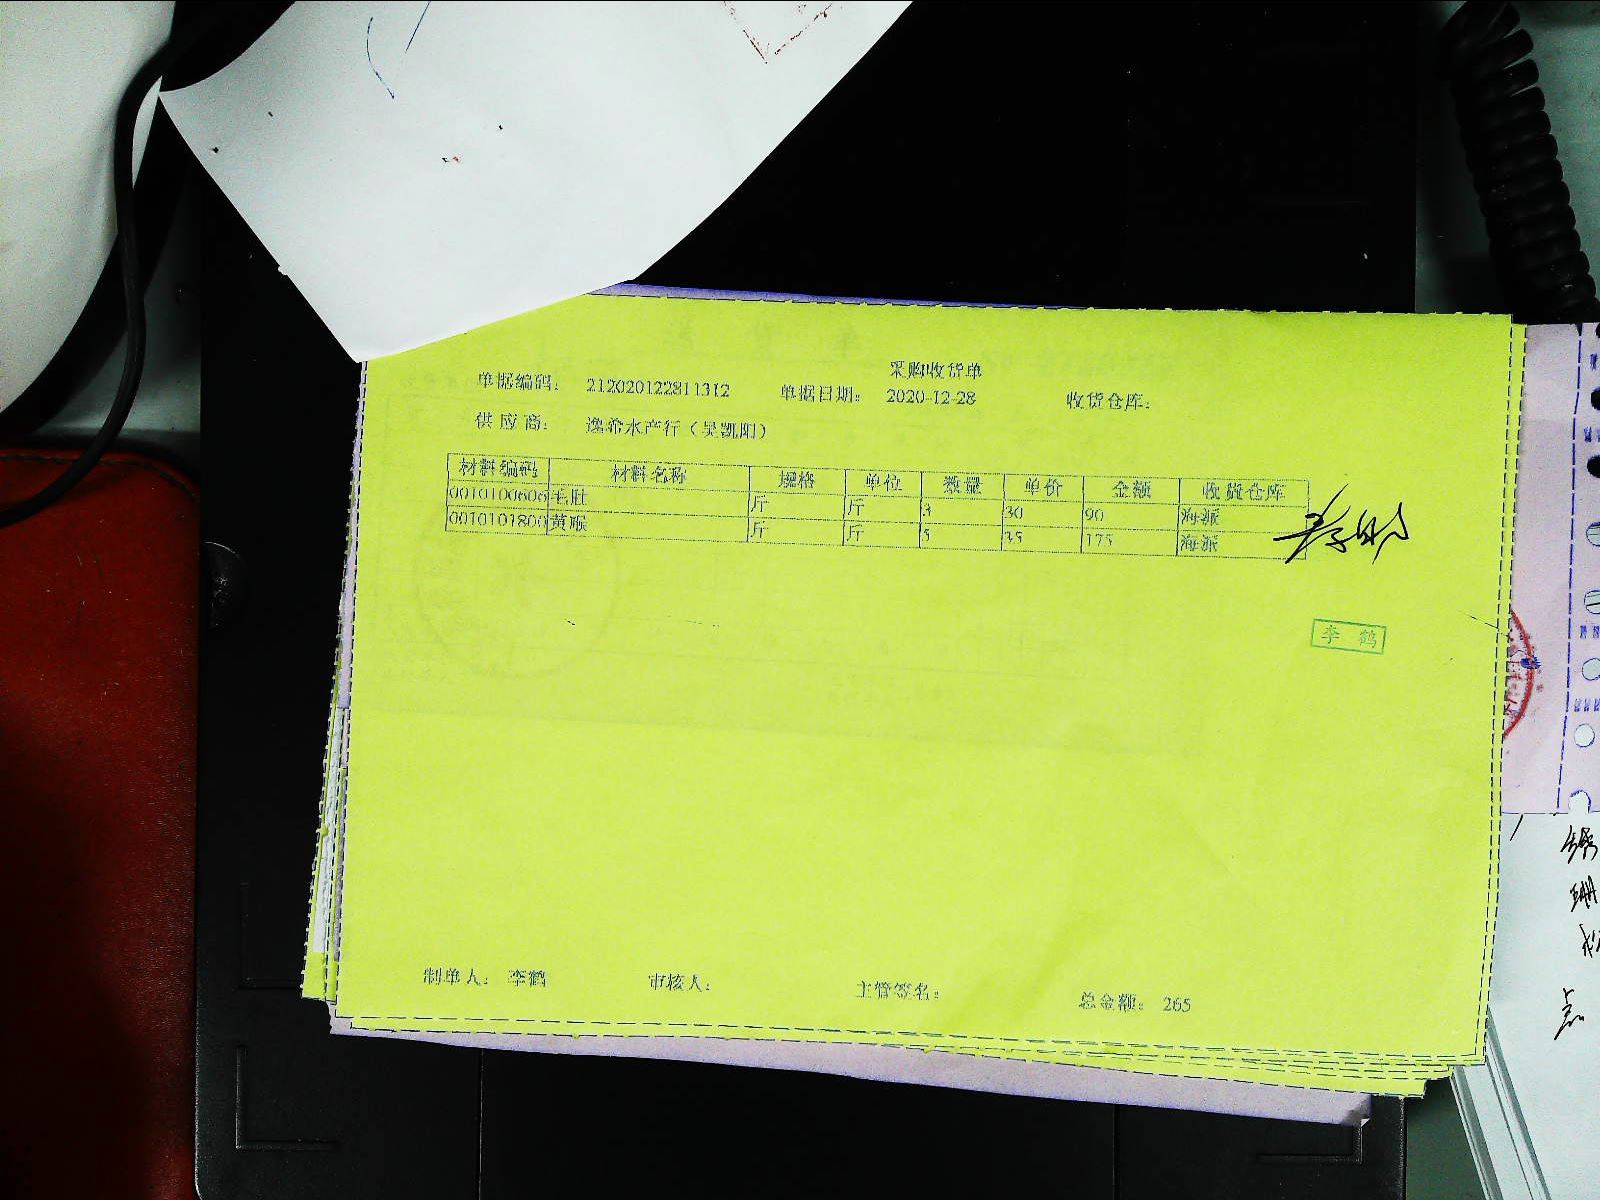 采购收货单
单据编码： 212020122811312 单据日期： 2020-12-28 收货仓库：
供 应 商： 逸希水产行（吴凯阳）
材料编码 材料名称 规格 单位 数量 单价 金额 收货仓库
0010100606 毛肚 斤 斤 3 30 90 海派
0010101800 黄喉 斤 斤 5 35 175 海派
李 鹤
制单人： 李鹤 审核人： 主管签名： 总金额： 265